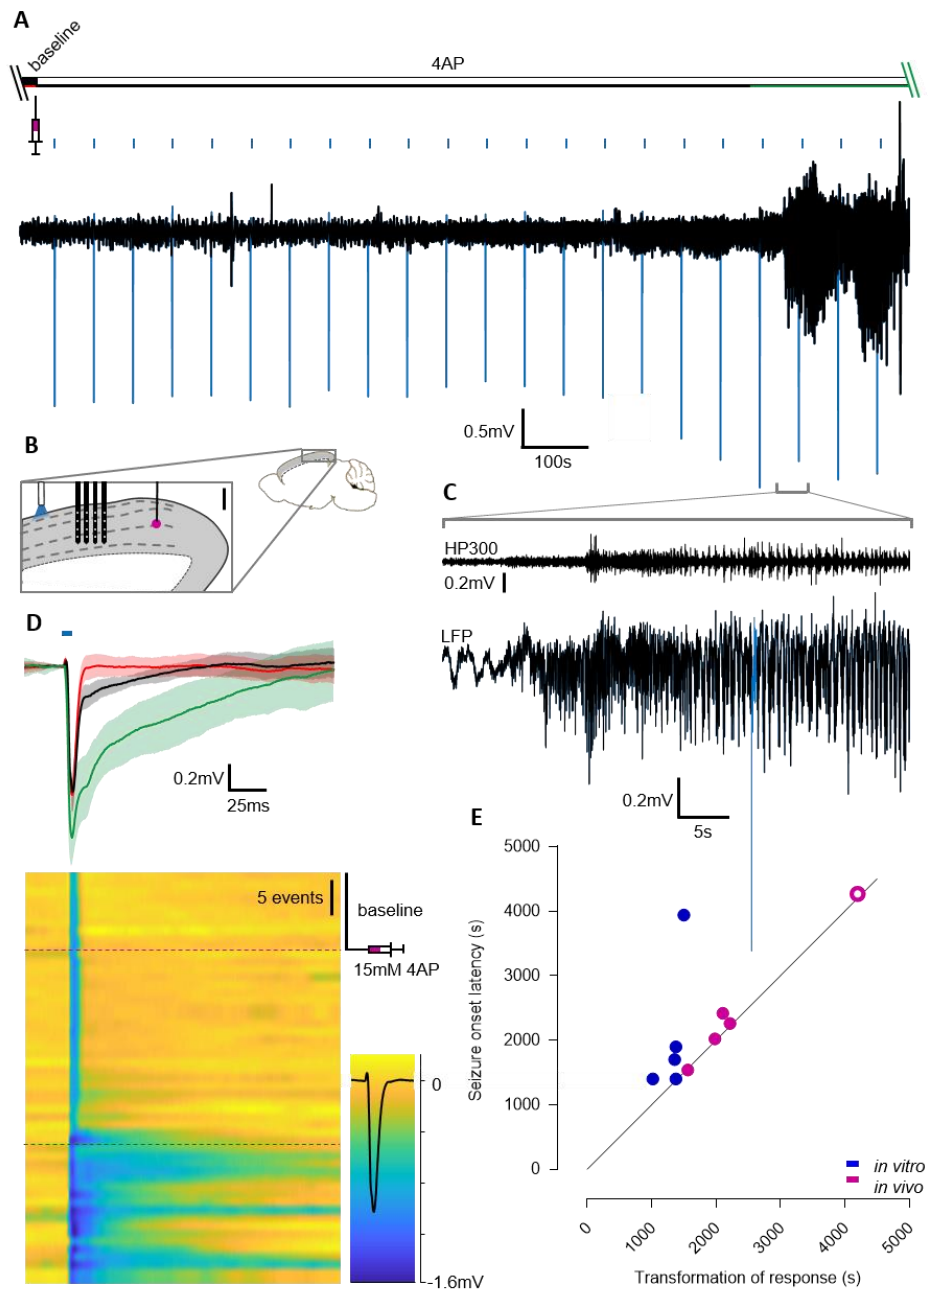 A
baseline
4AP
0.5mV
100s
B
C
HP300
0.2mV
LFP
0.2mV
5s
D
0.2mV
25ms
5 events
baseline
15mM 4AP
0
-1.6mV
E
Seizure onset latency (s)
5000
4000
3000
2000
1000
0
in vitro
in vivo
0
1000
2000
3000
4000
5000
Transformation of response (s)